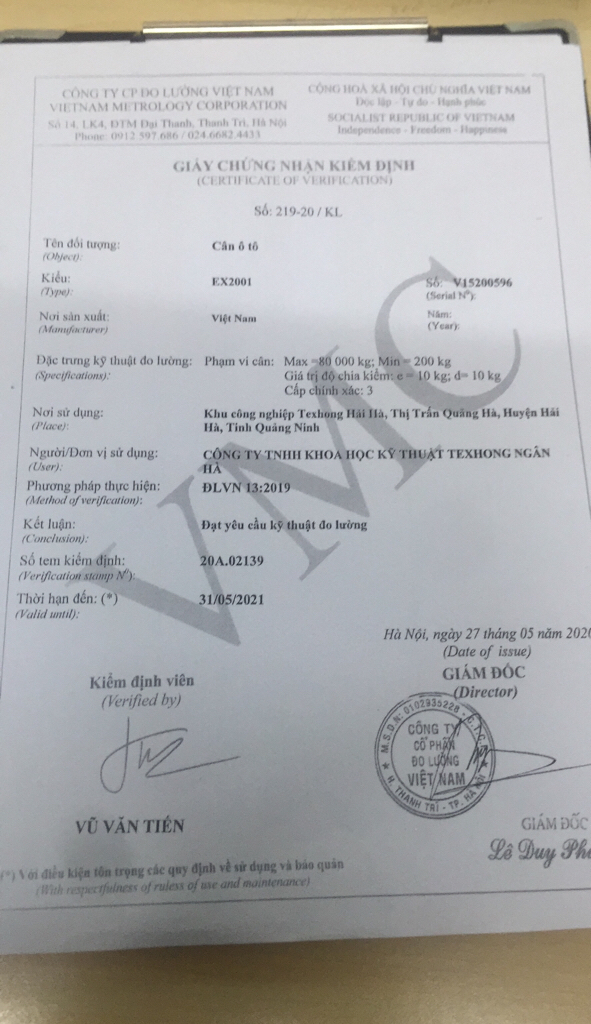 CÔNG TY CP ĐO LƯỜNG VIỆT NAM
VIETNAM METROLOGY CORPORATION
Số 14, LK4, ĐTM Đại Thanh, Thanh Trì, Hà Nội
Phone: 0912 597 686 / 024.6682 4433
CỘNG HOÀ XÃ HỘI CHỦ NGHĨA VIỆT NAM
Độc lập - Tự do - Hạnh phúc
SOCIALIST REPUBLIC OF VIETNAM
Independence - Freedom - Happiness
GIẤY CHỨNG NHẬN KIỂM ĐỊNH
(CERTIFICATE OF VERIFICATION)
Số: 219-20 / KL
Tên đối tượng: Cân ô tô
(Object):
Kiểu: EX2001 Số: V15200596
(Type): (Serial Nº):
Nơi sản xuất: Việt Nam Năm:
(Manufacturer) (Year):
Đặc trưng kỹ thuật đo lường: Phạm vi cân: Max =80 000 kg; Min = 200 kg
(Specifications): Giá trị độ chia kiểm: e = 10 kg; d= 10 kg
Cấp chính xác: 3
Nơi sử dụng: Khu công nghiệp Texhong Hải Hà, Thị Trấn Quảng Hà, Huyện Hải
(Place): Hà, Tỉnh Quảng Ninh
Người/Đơn vị sử dụng: CÔNG TY TNHH KHOA HỌC KỸ THUẬT TEXHONG NGÂN
(User): HÀ
Phương pháp thực hiện: ĐLVN 13:2019
(Method of verification):
Kết luận: Đạt yêu cầu kỹ thuật đo lường
(Conclusion):
Số tem kiểm định: 20A.02139
(Verification stamp Nº):
Thời hạn đến: (*) 31/05/2021
(Valid until):
VMC
Hà Nội, ngày 27 tháng 05 năm 2020
(Date of issue)
Kiểm định viên
(Verified by)
GIÁM ĐỐC
(Director)
M.S.D.N: 0102935228 - C.T.C.P
CÔNG TY
CỔ PHẦN
ĐO LƯỜNG
VIỆT NAM
H. THANH TRÌ - TP. HÀ NỘI
VŨ VĂN TIẾN
GIÁM ĐỐC
Lê Duy
(*) Với điều kiện tôn trọng các quy định về sử dụng và bảo quản
(With respectfulness of ruless of use and maintenance)